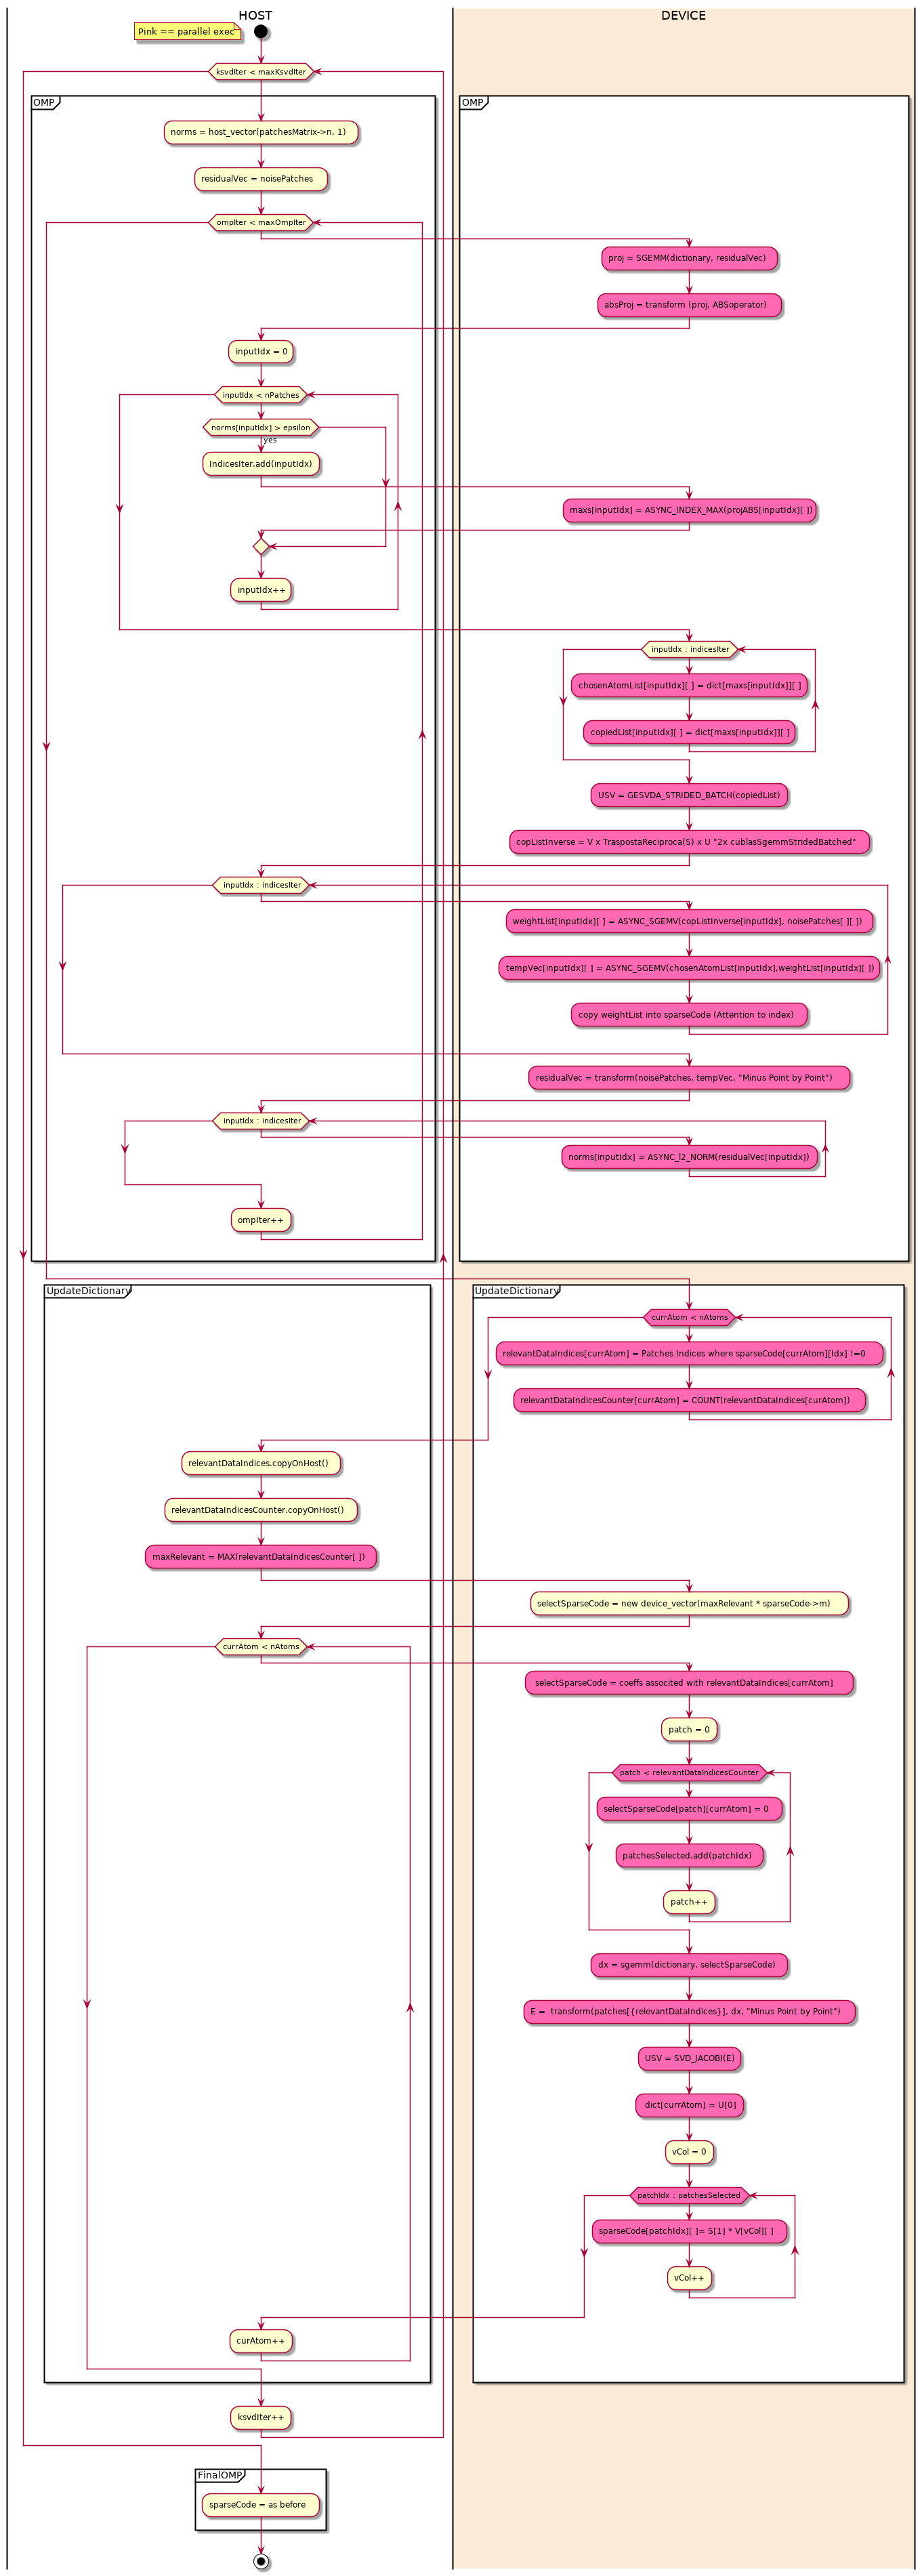 HOST
DEVICE
Pink == parallel exec
ksvdIter < maxKsvdIter
OMP
OMP
norms = host_vector(patchesMatrix->n, 1)
residualVec = noisePatches
ompIter < maxOmpIter
proj = SGEMM(dictionary, residualVec)
absProj = transform (proj, ABSoperator)
inputIdx = 0
inputIdx < nPatches
norms[inputIdx] > epsilon
yes
IndicesIter.add(inputIdx)
maxs[inputIdx] = ASYNC_INDEX_MAX(projABS[inputIdx][ ])
inputIdx++
inputIdx : indicesIter
chosenAtomList[inputIdx][ ] = dict[maxs[inputIdx]][ ]
copiedList[inputIdx][ ] = dict[maxs[inputIdx]][ ]
USV = GESVDA_STRIDED_BATCH(copiedList)
copListInverse = V x TraspostaReciproca(S) x U "2x cublasSgemmStridedBatched"
inputIdx : indicesIter
weightList[inputIdx][ ] = ASYNC_SGEMV(copListInverse[inputIdx], noisePatches[ ][ ])
tempVec[inputIdx][ ] = ASYNC_SGEMV(chosenAtomList[inputIdx],weightList[inputIdx][ ])
copy weightList into sparseCode (Attention to index)
residualVec = transform(noisePatches, tempVec, "Minus Point by Point")
inputIdx : indicesIter
norms[inputIdx] = ASYNC_l2_NORM(residualVec[inputIdx])
ompIter++
UpdateDictionary
UpdateDictionary
currAtom < nAtoms
relevantDataIndices[currAtom] = Patches Indices where sparseCode[currAtom][Idx] !=0
relevantDataIndicesCounter[currAtom] = COUNT(relevantDataIndices[curAtom])
relevantDataIndices.copyOnHost()
relevantDataIndicesCounter.copyOnHost()
maxRelevant = MAX(relevantDataIndicesCounter[ ])
selectSparseCode = new device_vector(maxRelevant * sparseCode->m)
currAtom < nAtoms
selectSparseCode = coeffs associted with relevantDataIndices[currAtom]
patch = 0
patch < relevantDataIndicesCounter
selectSparseCode[patch][currAtom] = 0
patchesSelected.add(patchIdx)
patch++
dx = sgemm(dictionary, selectSparseCode)
E = transform(patches[{relevantDataIndices}], dx, "Minus Point by Point")
USV = SVD_JACOBI(E)
dict[currAtom] = U[0]
vCol = 0
patchIdx : patchesSelected
sparseCode[patchIdx][ ]= S[1] * V[vCol][ ]
vCol++
curAtom++
ksvdIter++
FinalOMP
sparseCode = as before